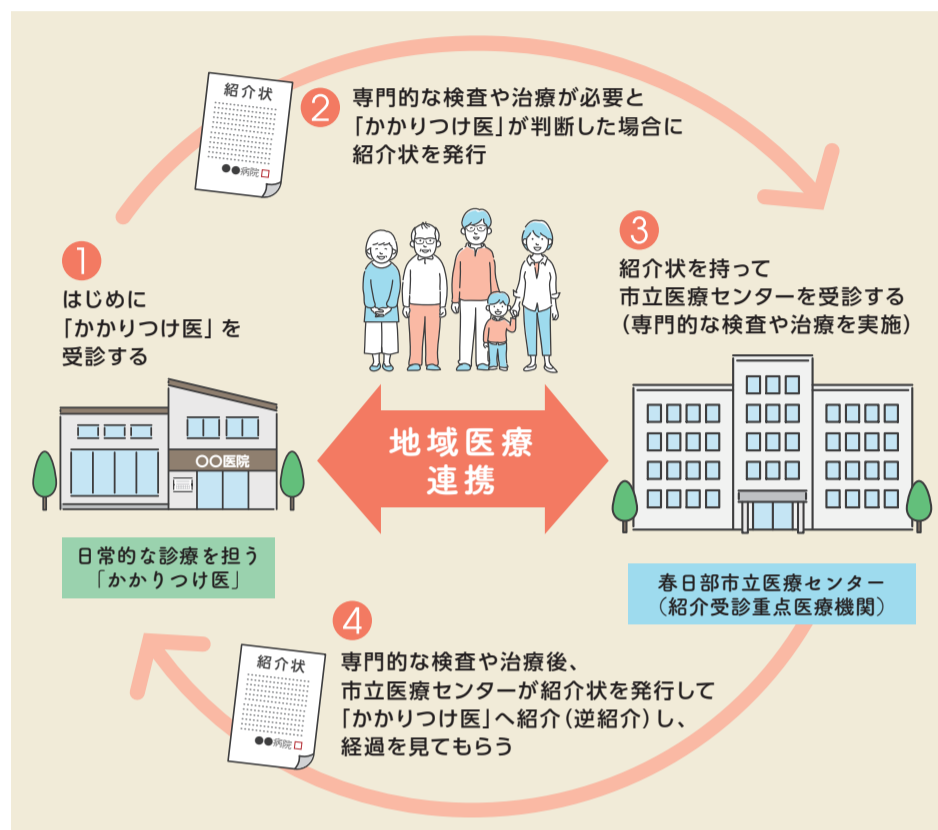 紹介状
●●病院
2
専門的な検査や治療が必要と
「かかりつけ医」が判断した場合に
紹介状を発行
1
はじめに
「かかりつけ医」を
受診する
3
紹介状を持って
市立医療センターを受診する
(専門的な検査や治療を実施)
〇〇医院
地域医療
連携
日常的な診療を担う
「かかりつけ医」
春日部市立医療センター
(紹介受診重点医療機関)
4
専門的な検査や治療後、
市立医療センターが紹介状を発行して
「かかりつけ医」へ紹介(逆紹介)し、
経過を見てもらう
紹介状
●●病院